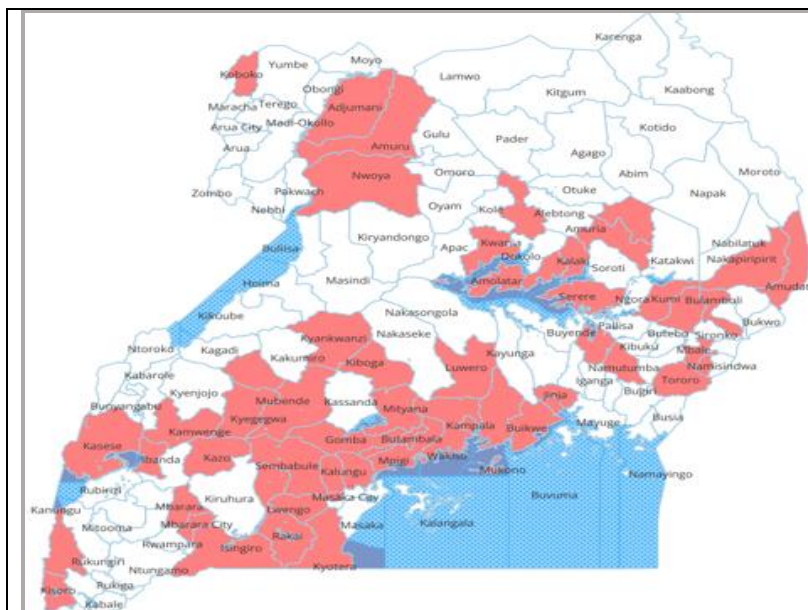 Karenga
Moyo
Yumbe
Koboko
Lamwo
Kaabong
Obongi
Kitgum
Maracha
Terego
Adjumani
Arua City
Madi-Okollo
Kotido
Gulu
Pader
Arua
Amuru
Agago
Moroto
Nwoya
Omoro
Abim
Zombo
Pakwach
Otuke
Napak
Nebbi
Oyam
Kole
Alebtong
Amuria
Kiryandongo
Kwania
Nabilatuk
Buliisa
Apac
Dokolo
Kalaki
Katakwi
Nakapiripirit
Soroti
Masindi
Amolatar
Amudat
Hoima
Serere
Ngora
Kumi
Bulambuli
Nakasongola
Kikuube
Buyende
Pallisa
Bukwo
Kyankwanzi
Nakaseke
Butebo
Sironko
Ntoroko
Kagadi
Kibuku
Mbale
Kakumiro
Kiboga
Luwero
Kayunga
Namutumba
Namisindwa
Kabarole
Iganga
Tororo
Kyenjojo
Mubende
Kassanda
Mityana
Jinja
Bugiri
Bunyangabu
Kyegegwa
Mayuge
Busia
Kamwenge
Kampala
Buikwe
Kasese
Gomba
Butambala
Ibanda
Kazo
Mpigi
Wakiso
Sembabule
Kalungu
Mukono
Namayingo
Rubirizi
Kiruhura
Masaka City
Buvuma
Kanungu
Mbarara
Lwengo
Mitooma
Mbarara City
Masaka
Kalangala
Rwampara
Isingiro
Rakai
Rukungiri
Ntungamo
Kyotera
Kisoro
Rukiga
Kabale